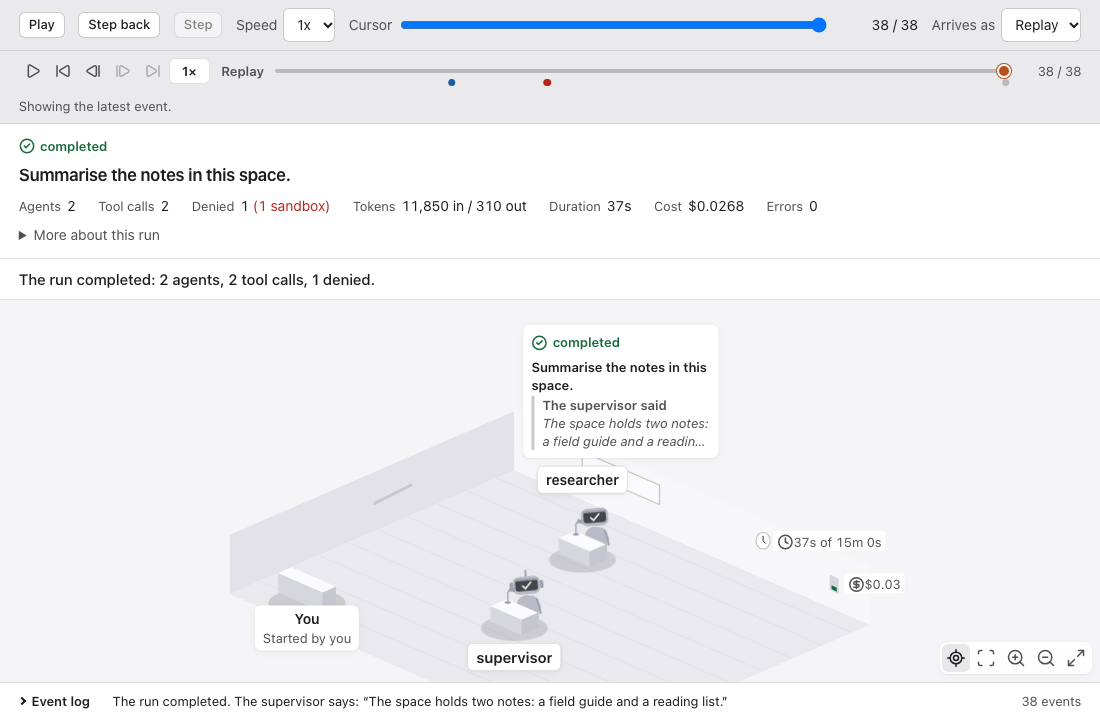 Play Step back Step Speed 1x Cursor 38 / 38 Arrives as Replay
1× Replay 38 / 38
Showing the latest event.
completed
Summarise the notes in this space.
Agents 2 Tool calls 2 Denied 1 (1 sandbox) Tokens 11,850 in / 310 out Duration 37s Cost $0.0268 Errors 0
More about this run
The run completed: 2 agents, 2 tool calls, 1 denied.
completed
Summarise the notes in this
space.
The supervisor said
The space holds two notes:
a field guide and a readin…
researcher
37s of 15m 0s
$0.03
You
Started by you
supervisor
Event log The run completed. The supervisor says: “The space holds two notes: a field guide and a reading list.” 38 events